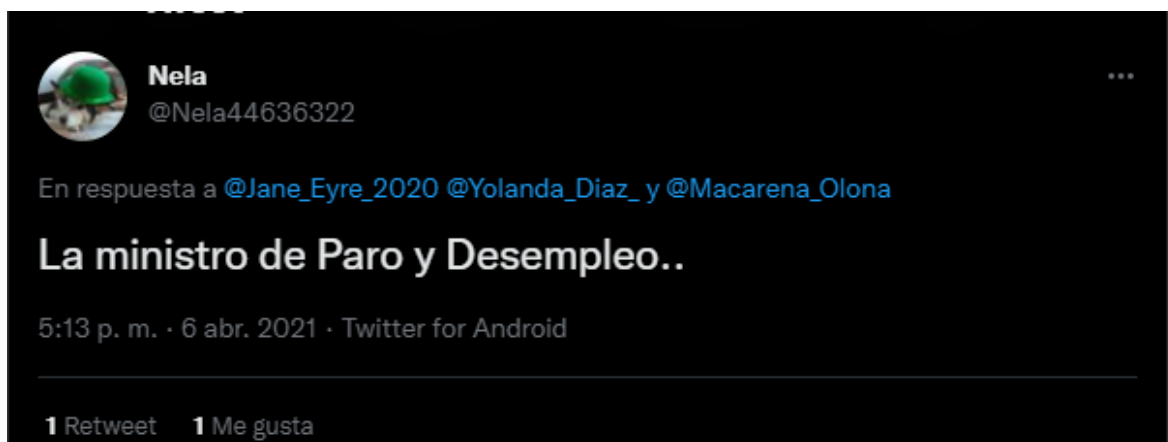 Nela
@Nela44636322
En respuesta a @Jane_Eyre_2020 @Yolanda_Diaz_ y @Macarena_Olona
La ministro de Paro y Desempleo..
5:13 p. m. · 6 abr. 2021 · Twitter for Android
1 Retweet 1 Me gusta